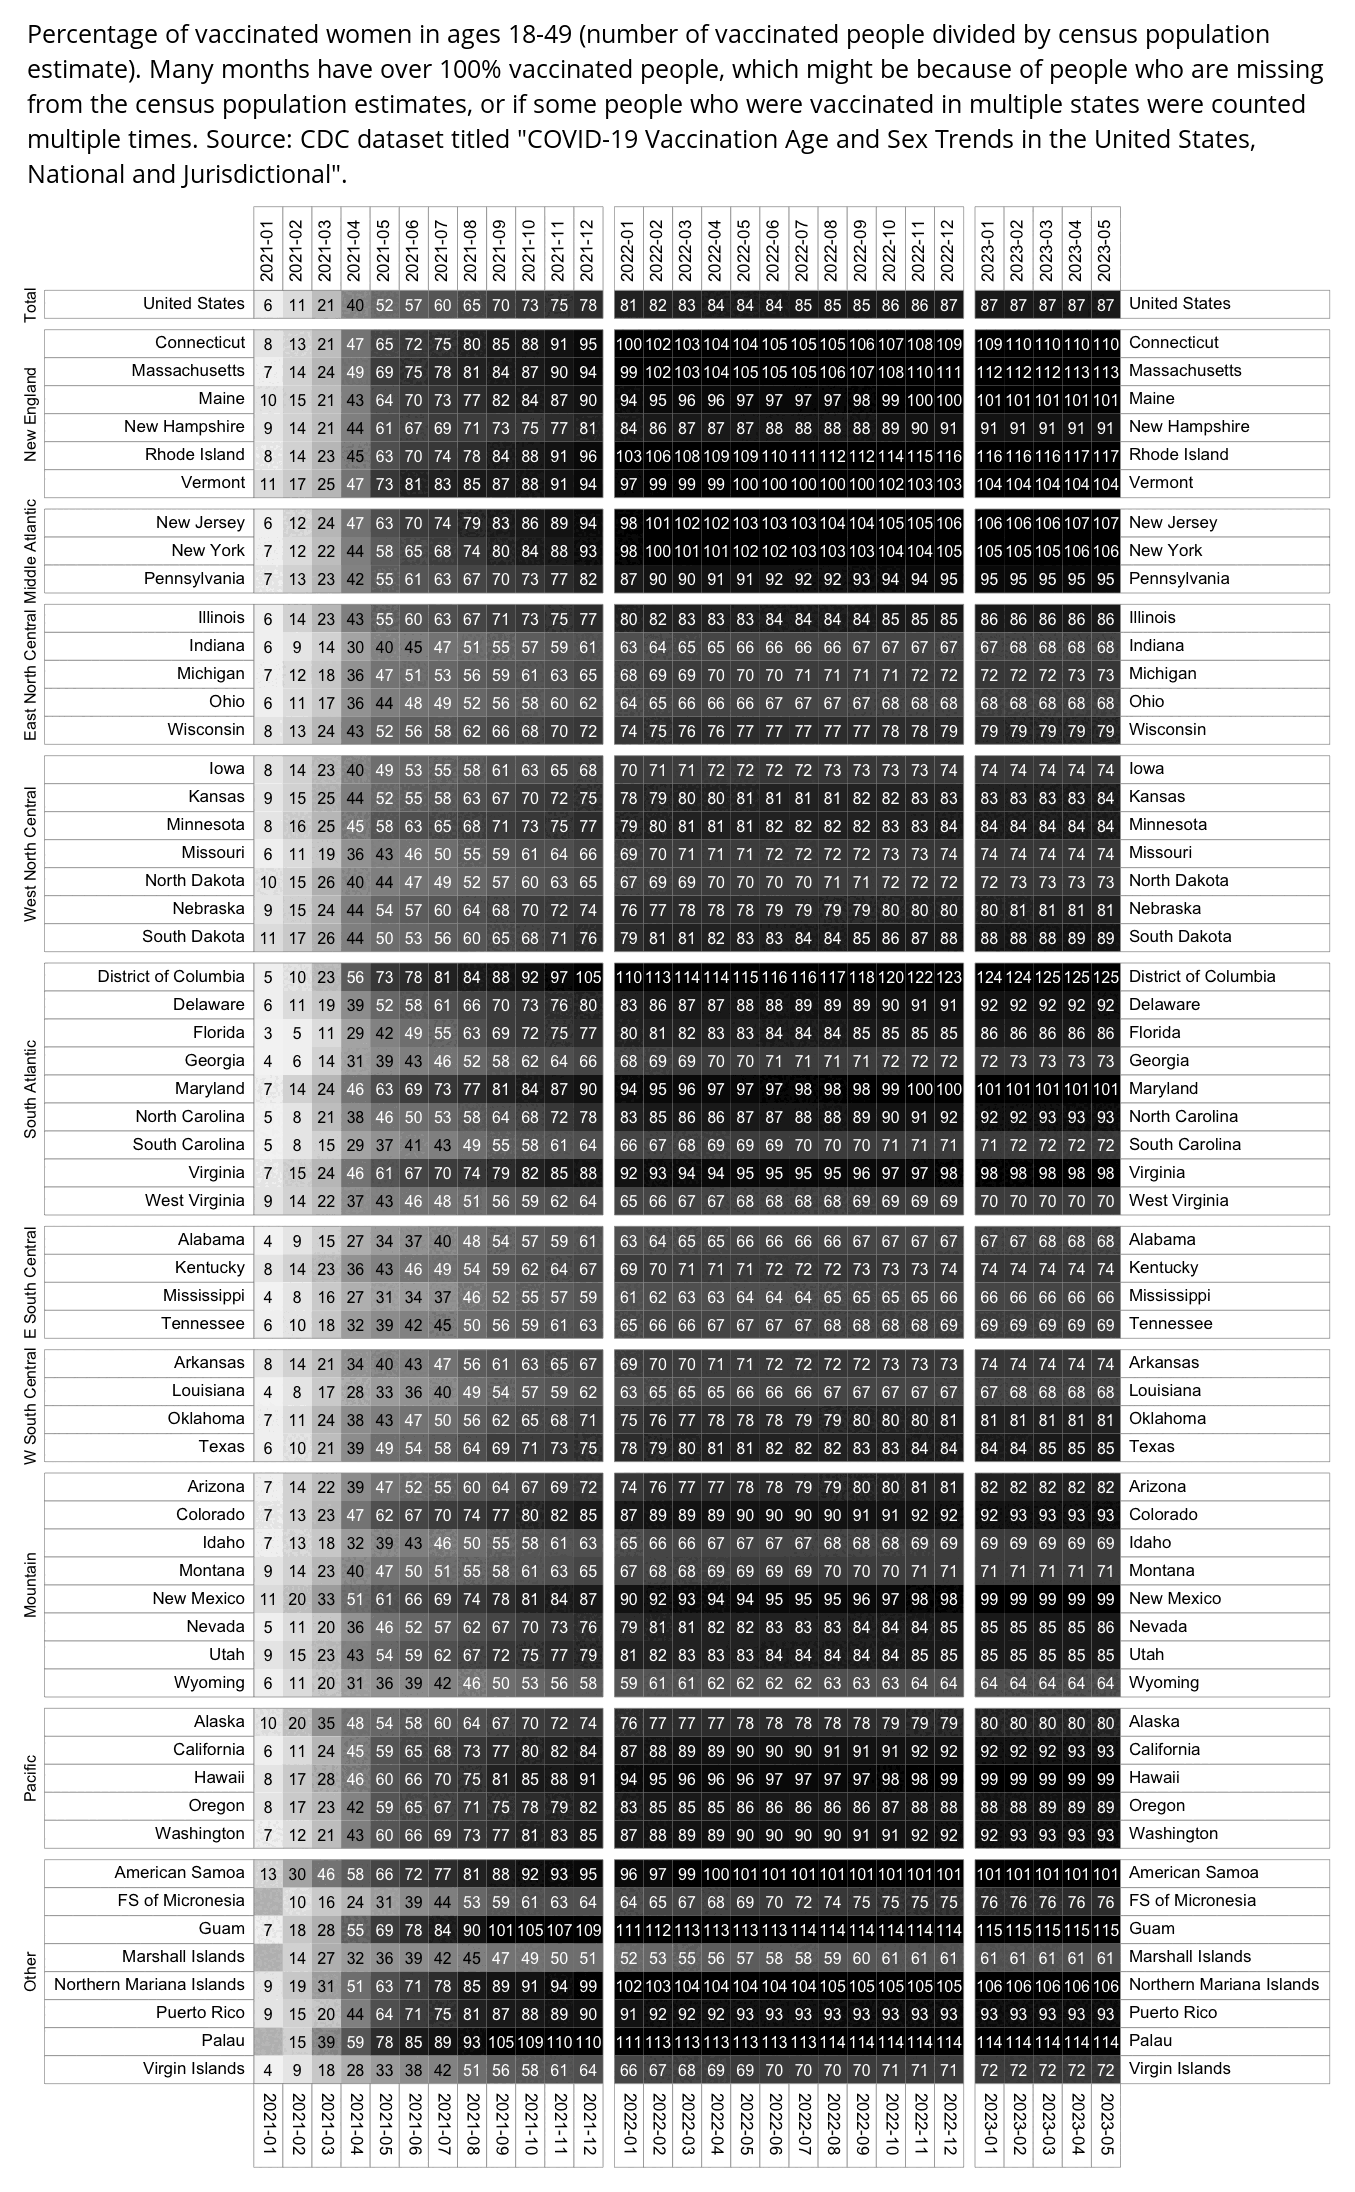 Percentage of vaccinated women in ages 18-49 (number of vaccinated people divided by census population
estimate). Many months have over 100% vaccinated people, which might be because of people who are missing
from the census population estimates, or if some people who were vaccinated in multiple states were counted
multiple times. Source: CDC dataset titled "COVID-19 Vaccination Age and Sex Trends in the United States,
National and Jurisdictional".
2021-01 2021-02 2021-03 2021-04 2021-05 2021-06 2021-07 2021-08 2021-09 2021-10 2021-11 2021-12 2022-01 2022-02 2022-03 2022-04 2022-05 2022-06 2022-07 2022-08 2022-09 2022-10 2022-11 2022-12 2023-01 2023-02 2023-03 2023-04 2023-05
Total
United States 6 11 21 40 52 57 60 65 70 73 75 78 81 82 83 84 84 84 85 85 85 86 86 87 87 87 87 87 87 United States
New England
Connecticut 8 13 21 47 65 72 75 80 85 88 91 95 100 102 103 104 104 105 105 105 106 107 108 109 109 110 110 110 110 Connecticut
Massachusetts 7 14 24 49 69 75 78 81 84 87 90 94 99 102 103 104 105 105 105 106 107 108 110 111 112 112 112 113 113 Massachusetts
Maine 10 15 21 43 64 70 73 77 82 84 87 90 94 95 96 96 97 97 97 97 98 99 100 100 101 101 101 101 101 Maine
New Hampshire 9 14 21 44 61 67 69 71 73 75 77 81 84 86 87 87 87 88 88 88 88 89 90 91 91 91 91 91 91 New Hampshire
Rhode Island 8 14 23 45 63 70 74 78 84 88 91 96 103 106 108 109 109 110 111 112 112 114 115 116 116 116 116 117 117 Rhode Island
Vermont 11 17 25 47 73 81 83 85 87 88 91 94 97 99 99 99 100 100 100 100 100 102 103 103 104 104 104 104 104 Vermont
Middle Atlantic
New Jersey 6 12 24 47 63 70 74 79 83 86 89 94 98 101 102 102 103 103 103 104 104 105 105 106 106 106 106 107 107 New Jersey
New York 7 12 22 44 58 65 68 74 80 84 88 93 98 100 101 101 102 102 103 103 103 104 104 105 105 105 105 106 106 New York
Pennsylvania 7 13 23 42 55 61 63 67 70 73 77 82 87 90 90 91 91 92 92 92 93 94 94 95 95 95 95 95 95 Pennsylvania
East North Central
Illinois 6 14 23 43 55 60 63 67 71 73 75 77 80 82 83 83 83 84 84 84 84 85 85 85 86 86 86 86 86 Illinois
Indiana 6 9 14 30 40 45 47 51 55 57 59 61 63 64 65 65 66 66 66 66 67 67 67 67 67 68 68 68 68 Indiana
Michigan 7 12 18 36 47 51 53 56 59 61 63 65 68 69 69 70 70 70 71 71 71 71 72 72 72 72 72 73 73 Michigan
Ohio 6 11 17 36 44 48 49 52 56 58 60 62 64 65 66 66 66 67 67 67 67 68 68 68 68 68 68 68 68 Ohio
Wisconsin 8 13 24 43 52 56 58 62 66 68 70 72 74 75 76 76 77 77 77 77 77 78 78 79 79 79 79 79 79 Wisconsin
West North Central
Iowa 8 14 23 40 49 53 55 58 61 63 65 68 70 71 71 72 72 72 72 73 73 73 73 74 74 74 74 74 74 Iowa
Kansas 9 15 25 44 52 55 58 63 67 70 72 75 78 79 80 80 81 81 81 81 82 82 83 83 83 83 83 83 84 Kansas
Minnesota 8 16 25 45 58 63 65 68 71 73 75 77 79 80 81 81 81 82 82 82 82 83 83 84 84 84 84 84 84 Minnesota
Missouri 6 11 19 36 43 46 50 55 59 61 64 66 69 70 71 71 71 72 72 72 72 73 73 74 74 74 74 74 74 Missouri
North Dakota 10 15 26 40 44 47 49 52 57 60 63 65 67 69 69 70 70 70 70 71 71 72 72 72 72 73 73 73 73 North Dakota
Nebraska 9 15 24 44 54 57 60 64 68 70 72 74 76 77 78 78 78 79 79 79 79 80 80 80 80 81 81 81 81 Nebraska
South Dakota 11 17 26 44 50 53 56 60 65 68 71 76 79 81 81 82 83 83 84 84 85 86 87 88 88 88 88 89 89 South Dakota
South Atlantic
District of Columbia 5 10 23 56 73 78 81 84 88 92 97 105 110 113 114 114 115 116 116 117 118 120 122 123 124 124 125 125 125 District of Columbia
Delaware 6 11 19 39 52 58 61 66 70 73 76 80 83 86 87 87 88 88 89 89 89 90 91 91 92 92 92 92 92 Delaware
Florida 3 5 11 29 42 49 55 63 69 72 75 77 80 81 82 83 83 84 84 84 85 85 85 85 86 86 86 86 86 Florida
Georgia 4 6 14 31 39 43 46 52 58 62 64 66 68 69 69 70 70 71 71 71 71 72 72 72 72 73 73 73 73 Georgia
Maryland 7 14 24 46 63 69 73 77 81 84 87 90 94 95 96 97 97 97 98 98 98 99 100 100 101 101 101 101 101 Maryland
North Carolina 5 8 21 38 46 50 53 58 64 68 72 78 83 85 86 86 87 87 88 88 89 90 91 92 92 92 93 93 93 North Carolina
South Carolina 5 8 15 29 37 41 43 49 55 58 61 64 66 67 68 69 69 69 70 70 70 71 71 71 71 72 72 72 72 South Carolina
Virginia 7 15 24 46 61 67 70 74 79 82 85 88 92 93 94 94 95 95 95 95 96 97 97 98 98 98 98 98 98 Virginia
West Virginia 9 14 22 37 43 46 48 51 56 59 62 64 65 66 67 67 68 68 68 68 69 69 69 69 70 70 70 70 70 West Virginia
E South Central
Alabama 4 9 15 27 34 37 40 48 54 57 59 61 63 64 65 65 66 66 66 66 67 67 67 67 67 67 68 68 68 Alabama
Kentucky 8 14 23 36 43 46 49 54 59 62 64 67 69 70 71 71 71 72 72 72 73 73 73 74 74 74 74 74 74 Kentucky
Mississippi 4 8 16 27 31 34 37 46 52 55 57 59 61 62 63 63 64 64 64 65 65 65 65 66 66 66 66 66 66 Mississippi
Tennessee 6 10 18 32 39 42 45 50 56 59 61 63 65 66 66 67 67 67 67 68 68 68 68 69 69 69 69 69 69 Tennessee
W South Central
Arkansas 8 14 21 34 40 43 47 56 61 63 65 67 69 70 70 71 71 72 72 72 72 73 73 73 74 74 74 74 74 Arkansas
Louisiana 4 8 17 28 33 36 40 49 54 57 59 62 63 65 65 65 66 66 66 67 67 67 67 67 67 68 68 68 68 Louisiana
Oklahoma 7 11 24 38 43 47 50 56 62 65 68 71 75 76 77 78 78 78 79 79 80 80 80 81 81 81 81 81 81 Oklahoma
Texas 6 10 21 39 49 54 58 64 69 71 73 75 78 79 80 81 81 82 82 82 83 83 84 84 84 84 85 85 85 Texas
Mountain
Arizona 7 14 22 39 47 52 55 60 64 67 69 72 74 76 77 77 78 78 79 79 80 80 81 81 82 82 82 82 82 Arizona
Colorado 7 13 23 47 62 67 70 74 77 80 82 85 87 89 89 89 90 90 90 90 91 91 92 92 92 93 93 93 93 Colorado
Idaho 7 13 18 32 39 43 46 50 55 58 61 63 65 66 66 67 67 67 67 68 68 68 69 69 69 69 69 69 69 Idaho
Montana 9 14 23 40 47 50 51 55 58 61 63 65 67 68 68 69 69 69 69 70 70 70 71 71 71 71 71 71 71 Montana
New Mexico 11 20 33 51 61 66 69 74 78 81 84 87 90 92 93 94 94 95 95 95 96 97 98 98 99 99 99 99 99 New Mexico
Nevada 5 11 20 36 46 52 57 62 67 70 73 76 79 81 81 82 82 83 83 83 84 84 84 85 85 85 85 85 86 Nevada
Utah 9 15 23 43 54 59 62 67 72 75 77 79 81 82 83 83 83 84 84 84 84 84 85 85 85 85 85 85 85 Utah
Wyoming 6 11 20 31 36 39 42 46 50 53 56 58 59 61 61 62 62 62 62 63 63 63 64 64 64 64 64 64 64 Wyoming
Pacific
Alaska 10 20 35 48 54 58 60 64 67 70 72 74 76 77 77 77 78 78 78 78 78 79 79 79 80 80 80 80 80 Alaska
California 6 11 24 45 59 65 68 73 77 80 82 84 87 88 89 89 90 90 90 91 91 91 92 92 92 92 92 93 93 California
Hawaii 8 17 28 46 60 66 70 75 81 85 88 91 94 95 96 96 96 97 97 97 97 98 98 99 99 99 99 99 99 Hawaii
Oregon 8 17 23 42 59 65 67 71 75 78 79 82 83 85 85 85 86 86 86 86 86 87 88 88 88 88 89 89 89 Oregon
Washington 7 12 21 43 60 66 69 73 77 81 83 85 87 88 89 89 90 90 90 90 91 91 92 92 92 93 93 93 93 Washington
Other
American Samoa 13 30 46 58 66 72 77 81 88 92 93 95 96 97 99 100 101 101 101 101 101 101 101 101 101 101 101 101 101 American Samoa
FS of Micronesia 10 16 24 31 39 44 53 59 61 63 64 64 65 67 68 69 70 72 74 75 75 75 75 76 76 76 76 76 FS of Micronesia
Guam 7 18 28 55 69 78 84 90 101 105 107 109 111 112 113 113 113 113 114 114 114 114 114 114 115 115 115 115 115 Guam
Marshall Islands 14 27 32 36 39 42 45 47 49 50 51 52 53 55 56 57 58 58 59 60 61 61 61 61 61 61 61 61 Marshall Islands
Northern Mariana Islands 9 19 31 51 63 71 78 85 89 91 94 99 102 103 104 104 104 104 104 105 105 105 105 105 106 106 106 106 106 Northern Mariana Islands
Puerto Rico 9 15 20 44 64 71 75 81 87 88 89 90 91 92 92 92 93 93 93 93 93 93 93 93 93 93 93 93 93 Puerto Rico
Palau 15 39 59 78 85 89 93 105 109 110 110 111 113 113 113 113 113 113 114 114 114 114 114 114 114 114 114 114 Palau
Virgin Islands 4 9 18 28 33 38 42 51 56 58 61 64 66 67 68 69 69 70 70 70 70 71 71 71 72 72 72 72 72 Virgin Islands
2021-01 2021-02 2021-03 2021-04 2021-05 2021-06 2021-07 2021-08 2021-09 2021-10 2021-11 2021-12 2022-01 2022-02 2022-03 2022-04 2022-05 2022-06 2022-07 2022-08 2022-09 2022-10 2022-11 2022-12 2023-01 2023-02 2023-03 2023-04 2023-05